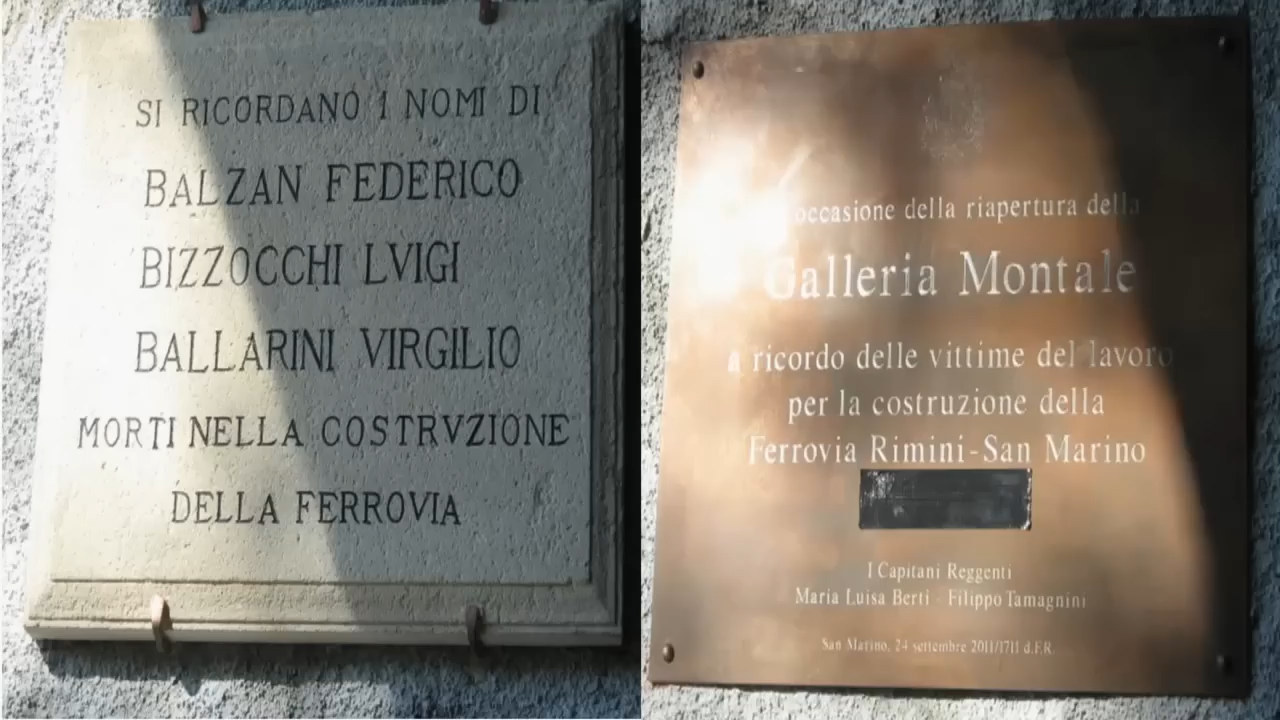 SI RICORDANO I NOMI DI
BALZAN FEDERICO
BIZZOCCHI LVIGI
BALLARINI VIRGILIO
MORTI NELLA COSTRVZIONE
DELLA FERROVIA
occasione della riapertura della
Galleria Montale
a ricordo delle vittime del lavoro
per la costruzione della
Ferrovia Rimini-San Marino
I Capitani Reggenti
Maria Luisa Berti - Filippo Tamagnini
San Marino, 24 settembre 2011/1711 d.F.R.